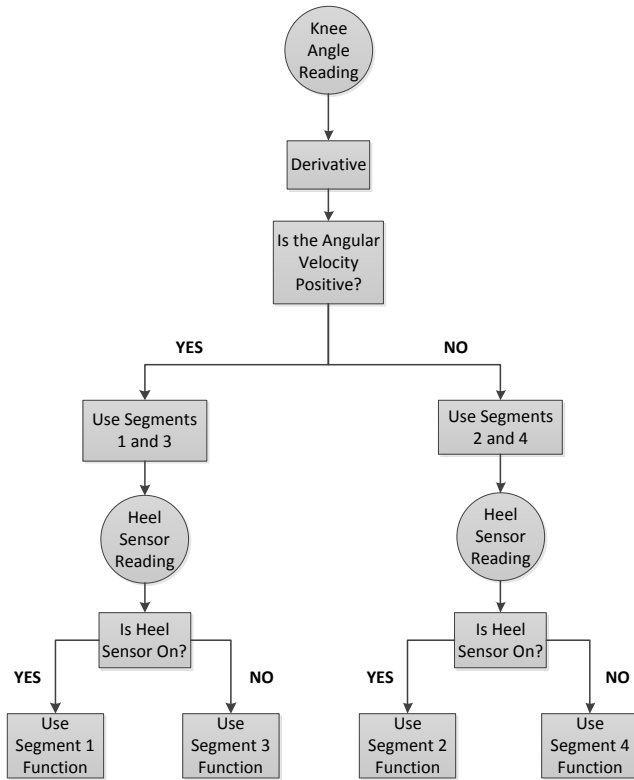 Knee
Angle
Reading
Derivative
Is the Angular
Velocity
Positive?
YES
NO
Use Segments
1 and 3
Use Segments
2 and 4
Heel
Sensor
Reading
Heel
Sensor
Reading
Is Heel
Sensor On?
Is Heel
Sensor On?
YES
NO
YES
NO
Use
Segment 1
Function
Use
Segment 3
Function
Use
Segment 2
Function
Use
Segment 4
Function